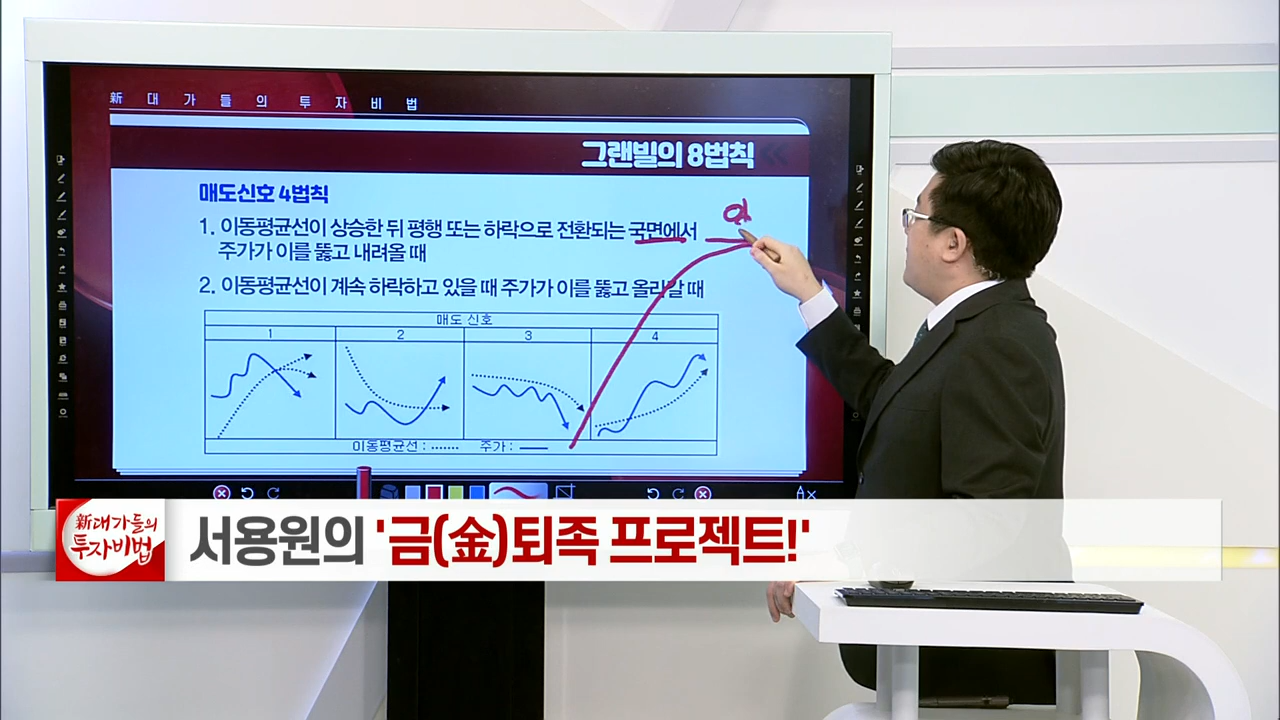 新 대 가 들 의 투 자 비 법
그랜빌의 8법칙
매도신호 4법칙
1. 이동평균선이 상승한 뒤 평행 또는 하락으로 전환되는 국면에서
주가가 이를 뚫고 내려올 때
2. 이동평균선이 계속 하락하고 있을 때 주가가 이를 뚫고 올라갈 때
매도 신호
1 2 3 4
이동평균선 : 주가 :
新대가들의
투자비법
서용원의 '금(金)퇴족 프로젝트!'